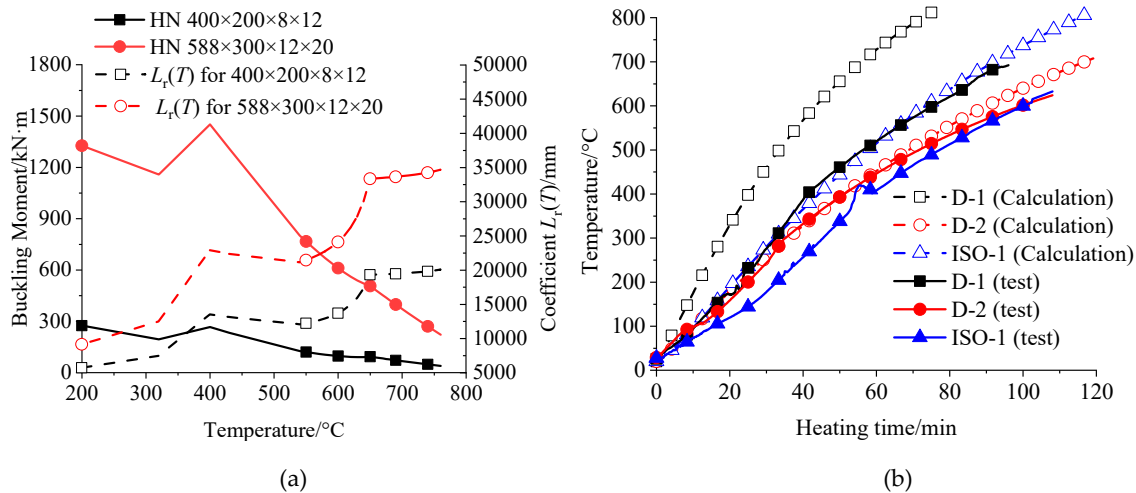 HN 400×200×8×12
HN 588×300×12×20
Lr(T) for 400×200×8×12
Lr(T) for 588×300×12×20
1800
1500
1200
900
600
300
0
Buckling Moment/kN·m
50000
45000
40000
35000
30000
25000
20000
15000
10000
5000
Coefficient Lr(T)/mm
200
300
400
500
600
700
800
Temperature/°C
(a)
800
700
600
500
400
300
200
100
0
Temperature/°C
D-1 (Calculation)
D-2 (Calculation)
ISO-1 (Calculation)
D-1 (test)
D-2 (test)
ISO-1 (test)
0
20
40
60
80
100
120
Heating time/min
(b)